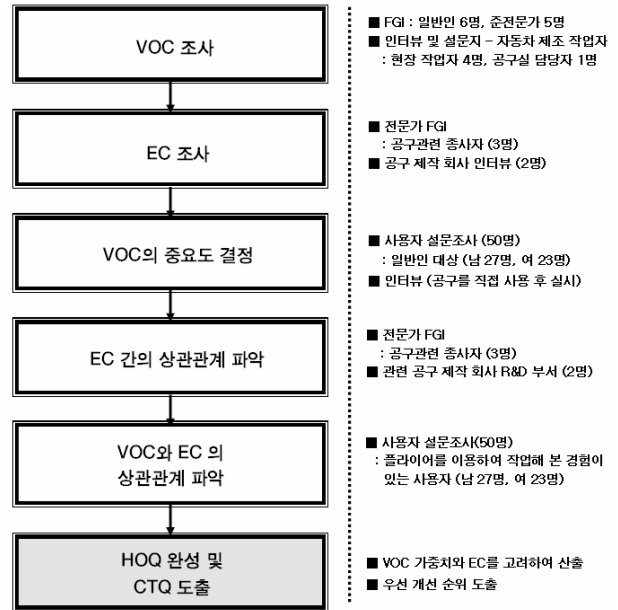 VOC 조사
■ FGI : 일반인 6명, 준전문가 5명
■ 인터뷰 및 설문지 – 자동차 제조 작업자
: 현장 작업자 4명, 공구실 담당자 1명
EC 조사
■ 전문가 FGI
: 공구관련 종사자 (3명)
■ 공구 제작 회사 인터뷰 (2명)
VOC의 중요도 결정
■ 사용자 설문조사 (50명)
: 일반인 대상 (남 27명, 여 23명)
■ 인터뷰 (공구를 직접 사용 후 실시)
EC 간의 상관관계 파악
■ 전문가 FGI
: 공구관련 종사자 (3명)
■ 관련 공구 제작 회사 R&D 부서 (2명)
VOC와 EC 의
상관관계 파악
■ 사용자 설문조사(50명)
: 플라이어를 이용하여 작업해 본 경험이
있는 사용자 (남 27명, 여 23명)
HOQ 완성 및
CTQ 도출
■ VOC 가중치와 EC를 고려하여 산출
■ 우선 개선 순위 도출